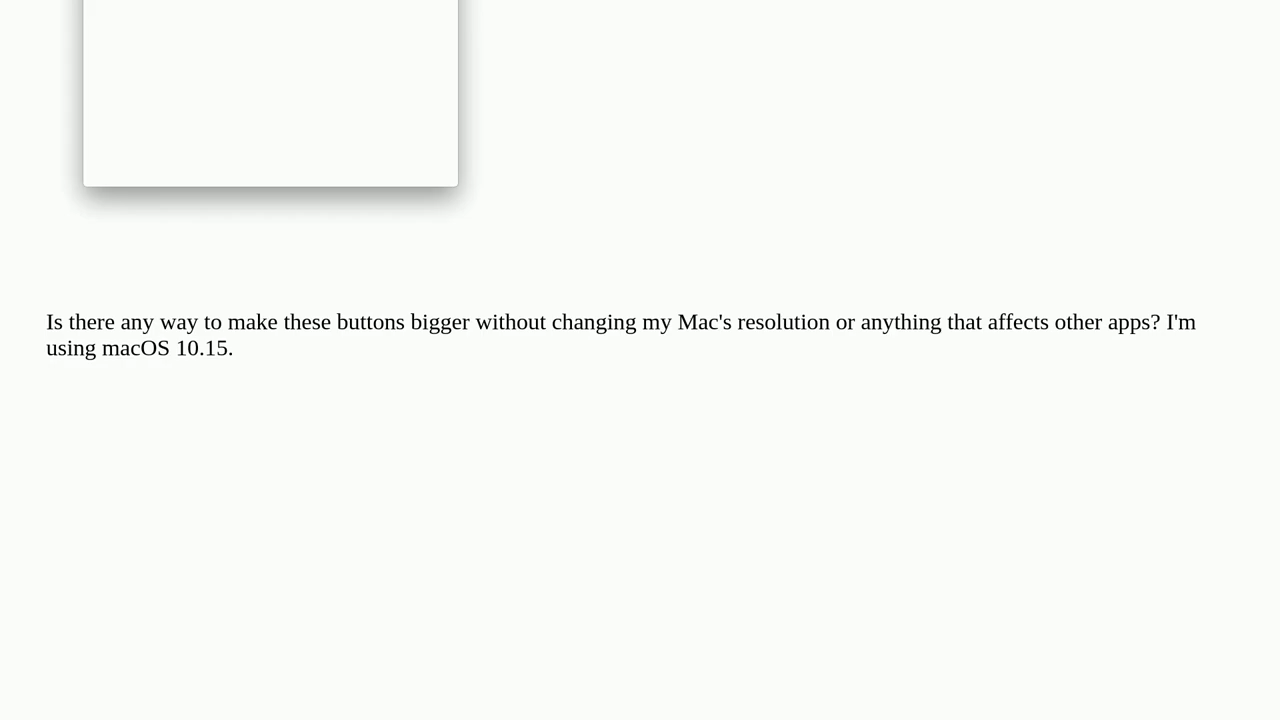 Is there any way to make these buttons bigger without changing my Mac's resolution or anything that affects other apps? I'm
using macOS 10.15.